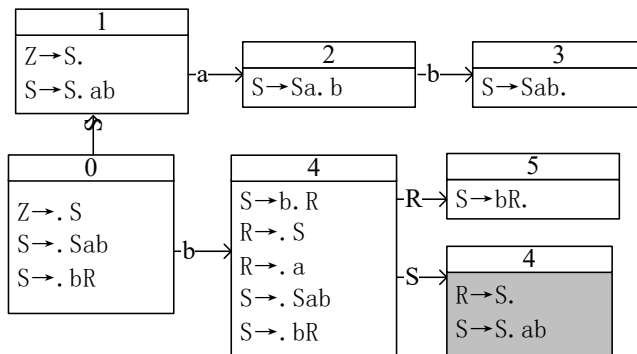 1
Z→S.
S→S.ab
a
2
S→Sa.b
b
3
S→Sab.
S
0
Z→.S
S→.Sab
S→.bR
b
4
S→b.R
R→.S
R→.a
S→.Sab
S→.bR
R
5
S→bR.
S
4
R→S.
S→S.ab